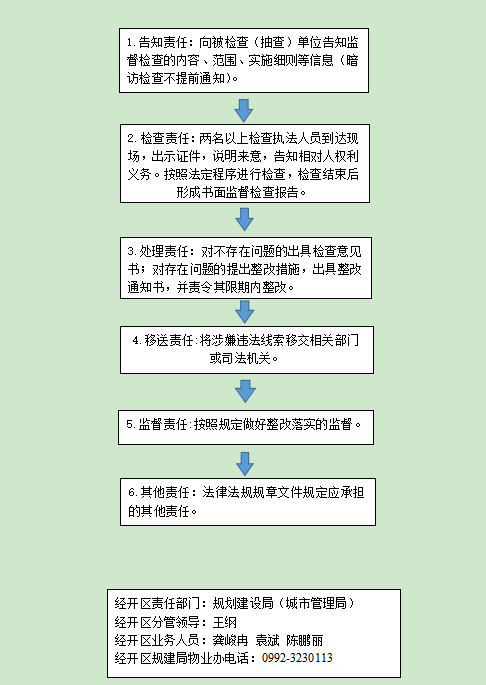 1.告知责任：向被检查（抽查）单位告知监
督检查的内容、范围、实施细则等信息（暗
访检查不提前通知）。
2.检查责任：两名以上检查执法人员到达现
场，出示证件，说明来意，告知相对人权利
义务。按照法定程序进行检查，检查结束后
形成书面监督检查报告。
3.处理责任：对不存在问题的出具检查意见
书；对存在问题的提出整改措施，出具整改
通知书，并责令其限期内整改。
4.移送责任:将涉嫌违法线索移交相关部门
或司法机关。
5.监督责任:按照规定做好整改落实的监督。
6.其他责任：法律法规规章文件规定应承担
的其他责任。
经开区责任部门：规划建设局（城市管理局）
经开区分管领导：王钢
经开区业务人员：龚峻冉 袁斌 陈鹏丽
经开区规建局物业办电话：0992-3230113